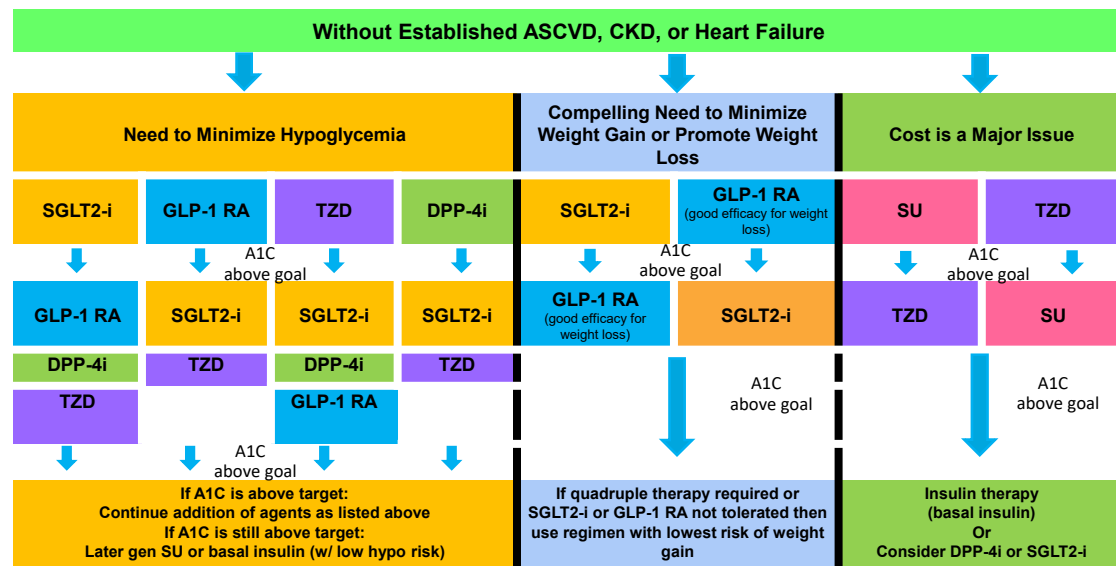 Without Established ASCVD, CKD, or Heart Failure
Need to Minimize Hypoglycemia
Compelling Need to Minimize
Weight Gain or Promote Weight
Loss
Cost is a Major Issue
SGLT2-i
GLP-1 RA
TZD
DPP-4i
SGLT2-i
GLP-1 RA
(good efficacy for weight
loss)
SU
TZD
A1C
above goal
A1C
above goal
A1C
above goal
GLP-1 RA
SGLT2-i
SGLT2-i
SGLT2-i
GLP-1 RA
(good efficacy for
weight loss)
SGLT2-i
TZD
SU
DPP-4i
TZD
DPP-4i
TZD
TZD
GLP-1 RA
A1C
above goal
A1C
above goal
A1C
above goal
If A1C is above target:
Continue addition of agents as listed above
If A1C is still above target:
Later gen SU or basal insulin (w/ low hypo risk)
If quadruple therapy required or
SGLT2-i or GLP-1 RA not tolerated then
use regimen with lowest risk of weight
gain
Insulin therapy
(basal insulin)
Or
Consider DPP-4i or SGLT2-i